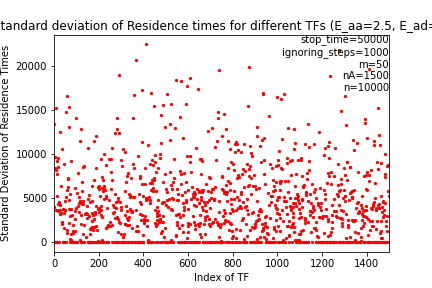 tandard deviation of Residence times for different TFs (E_aa=2.5, E_ad=
stop_time=50000
ignoring_steps=1000
m=50
nA=1500
n=10000
Standard Deviation of Residence Times
20000
15000
10000
5000
0
0 200 400 600 800 1000 1200 1400
Index of TF